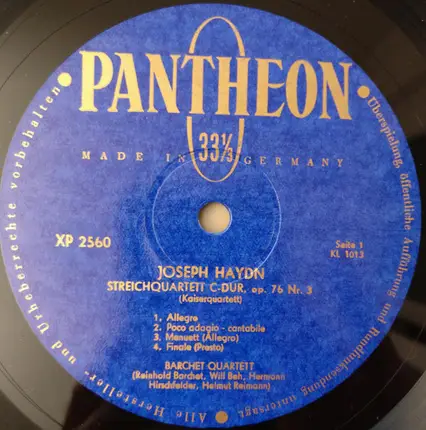 PANTHEON
33⅓
MADE IN GERMANY
XP 2560
Seite 1
KL 1013
JOSEPH HAYDN
STREICHQUARTETT C-DUR, op. 76 Nr. 3
(Kaiserquartett)
1. Allegro
2. Poco adagio - cantabile
3. Menuett (Allegro)
4. Finale (Presto)
BARCHET QUARTETT
(Reinhold Barchet, Will Beh, Hermann
Hirschfelder, Helmut Reimann)
Alle Hersteller- und Urheberrechte vorbehalten • Überspielung, öffentliche Aufführung und Rundfunksendung untersagt •